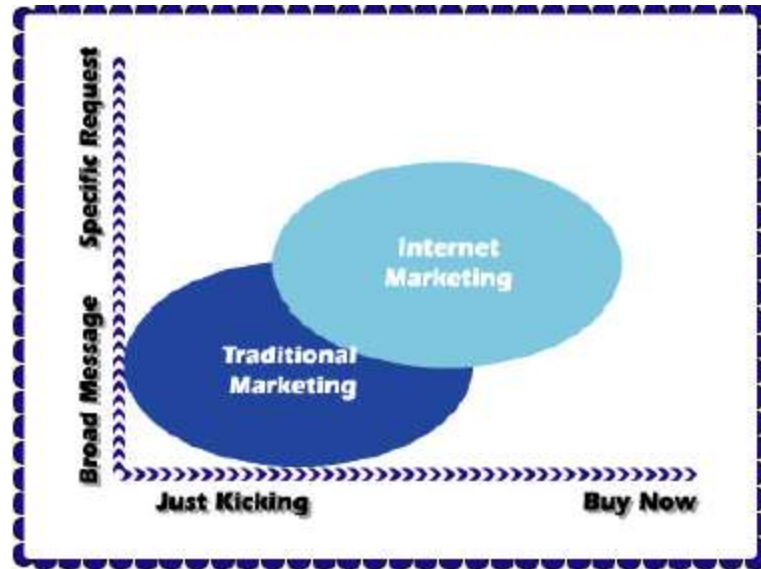 Specific Request
Broad Message
Internet
Marketing
Traditional
Marketing
Just Kicking
Buy Now